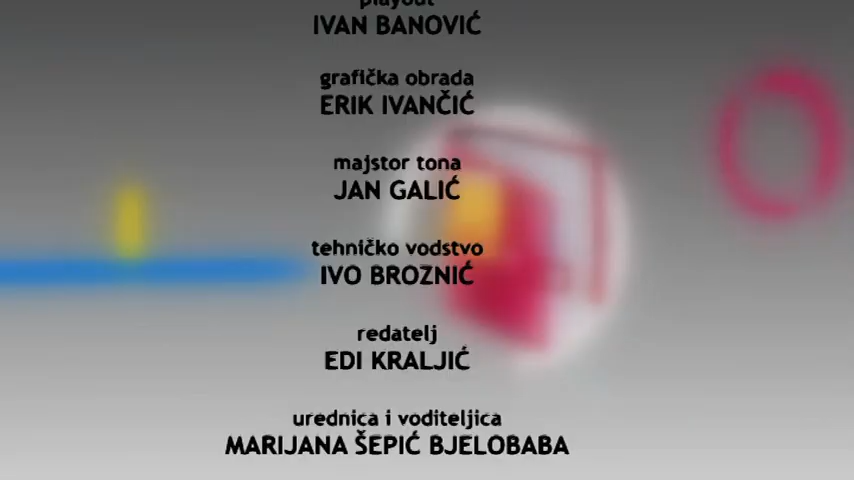 playout
IVAN BANOVIĆ
grafička obrada
ERIK IVANČIĆ
majstor tona
JAN GALIĆ
tehničko vodstvo
IVO BROZNIĆ
redatelj
EDI KRALJIĆ
urednica i voditeljica
MARIJANA ŠEPIĆ BJELOBABA